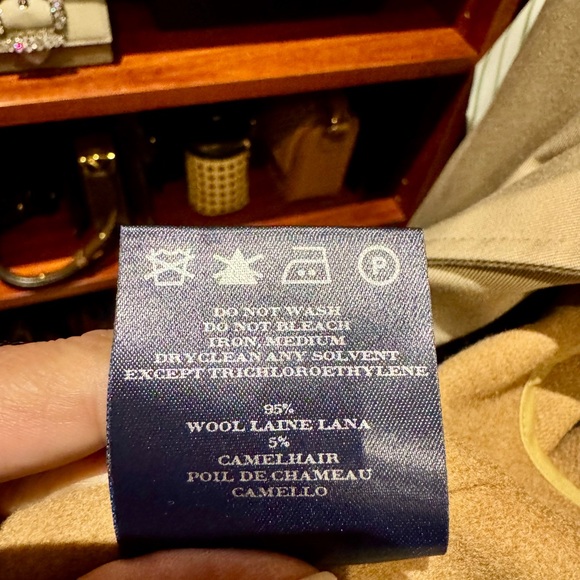 P
DO NOT WASH
DO NOT BLEACH
IRON MEDIUM
DRYCLEAN ANY SOLVENT
EXCEPT TRICHLOROETHYLENE
95%
WOOL LAINE LANA
5%
CAMELHAIR
POIL DE CHAMEAU
CAMELLO